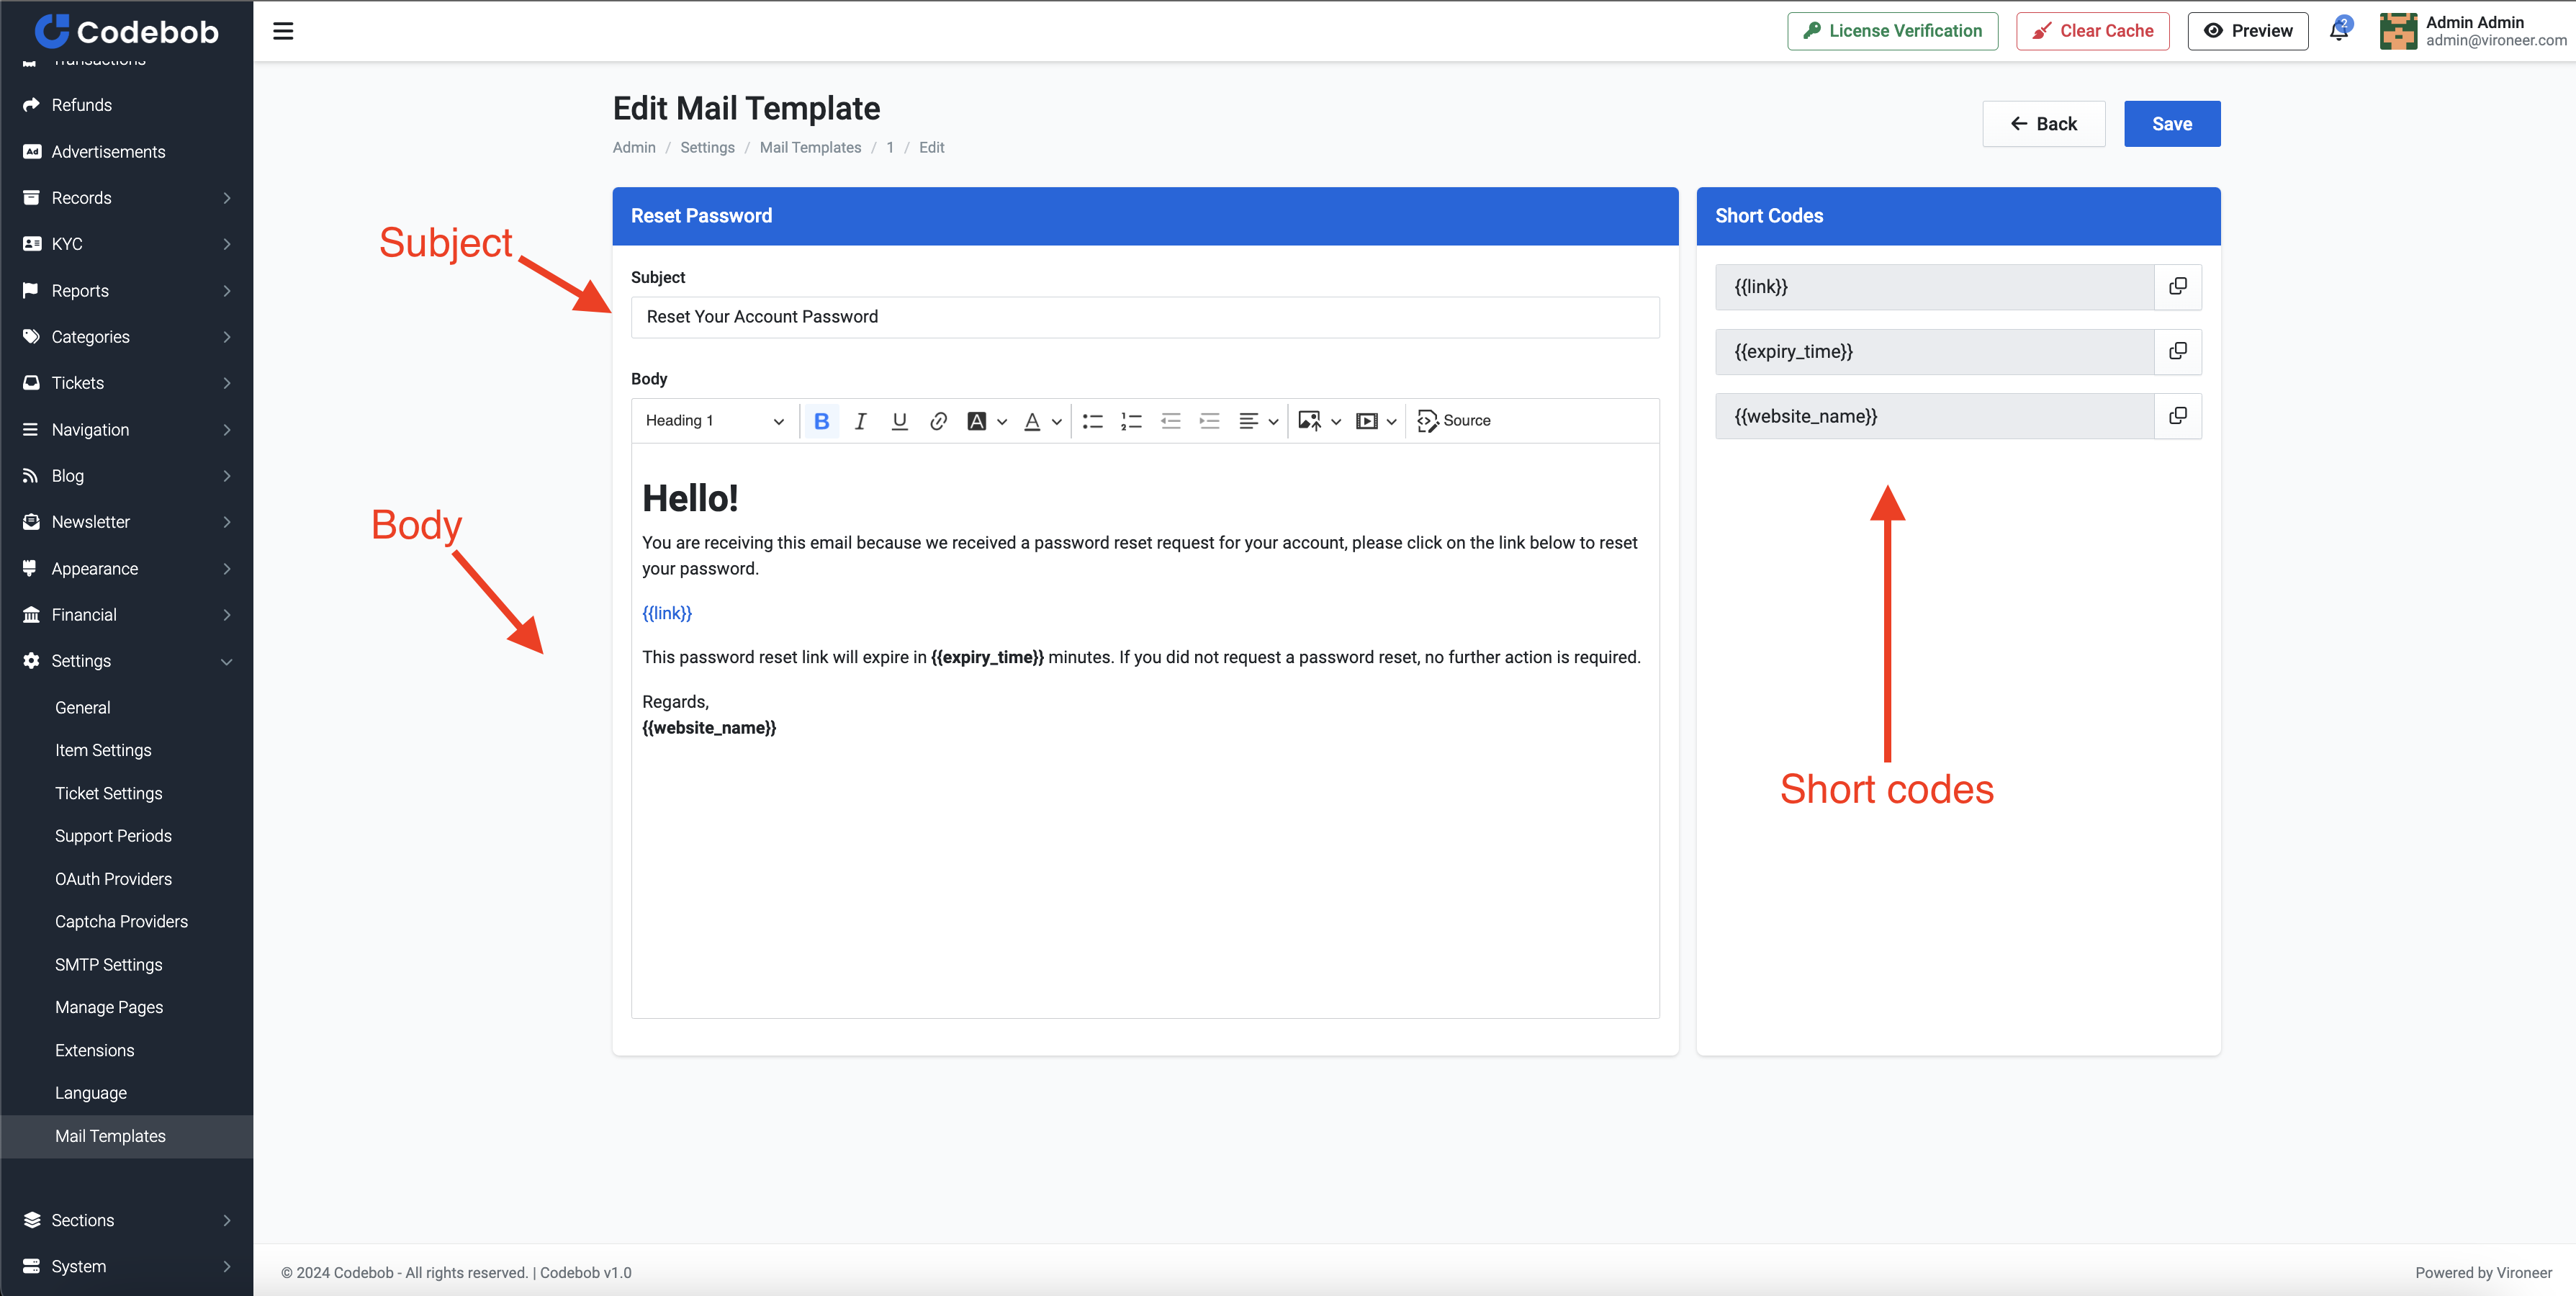 Codebob
Transactions
Refunds
Advertisements
Records
KYC
Reports
Categories
Tickets
Navigation
Blog
Newsletter
Appearance
Financial
Settings
General
Item Settings
Ticket Settings
Support Periods
OAuth Providers
Captcha Providers
SMTP Settings
Manage Pages
Extensions
Language
Mail Templates
Sections
System
License Verification
Clear Cache
Preview
2
Admin Admin
admin@vironeer.com
Edit Mail Template
Admin / Settings / Mail Templates / 1 / Edit
Back
Save
Reset Password
Subject
Subject
Reset Your Account Password
Body
Heading 1
B I U A A Source
Body
Hello!
You are receiving this email because we received a password reset request for your account, please click on the link below to reset
your password.
{{link}}
This password reset link will expire in {{expiry_time}} minutes. If you did not request a password reset, no further action is required.
Regards,
{{website_name}}
Short Codes
{{link}}
{{expiry_time}}
{{website_name}}
Short codes
© 2024 Codebob - All rights reserved. | Codebob v1.0
Powered by Vironeer